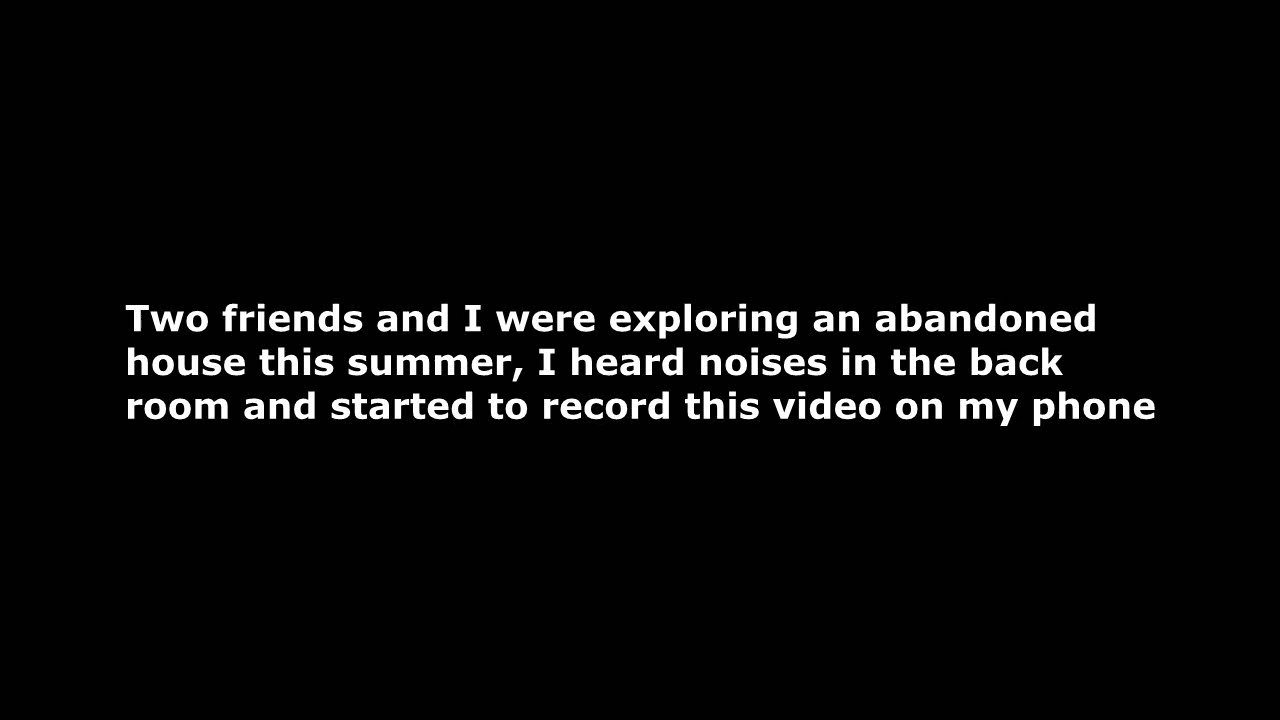 Two friends and I were exploring an abandoned
house this summer, I heard noises in the back
room and started to record this video on my phone